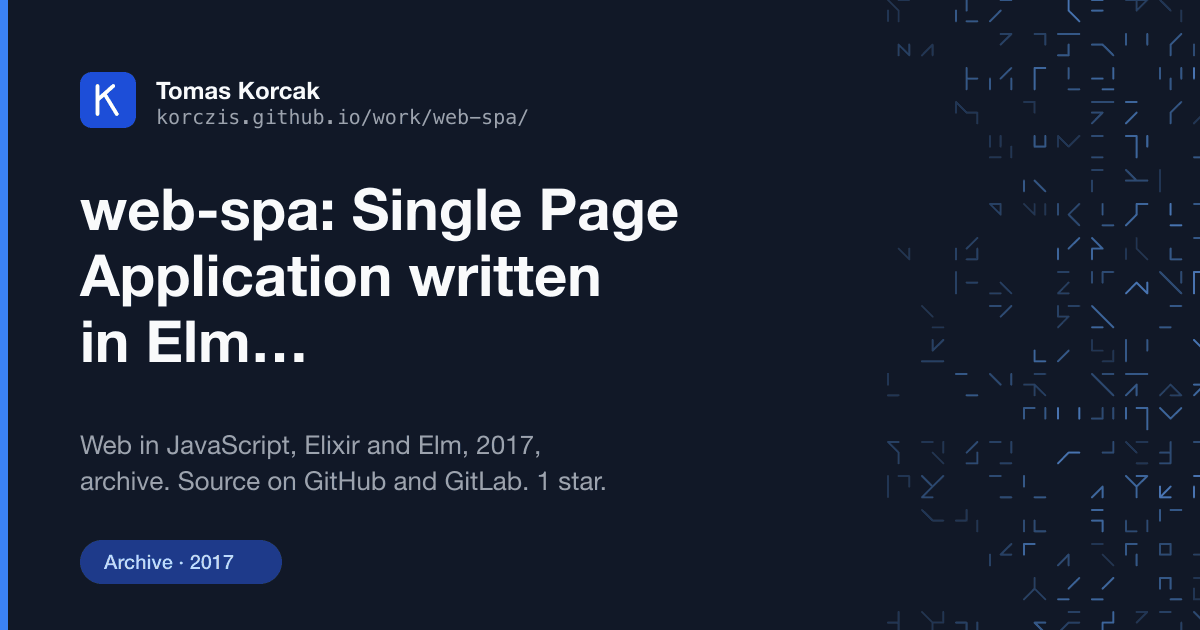 K
Tomas Korcak
korczis.github.io/work/web-spa/
web-spa: Single Page
Application written
in Elm…
Web in JavaScript, Elixir and Elm, 2017,
archive. Source on GitHub and GitLab. 1 star.
Archive · 2017